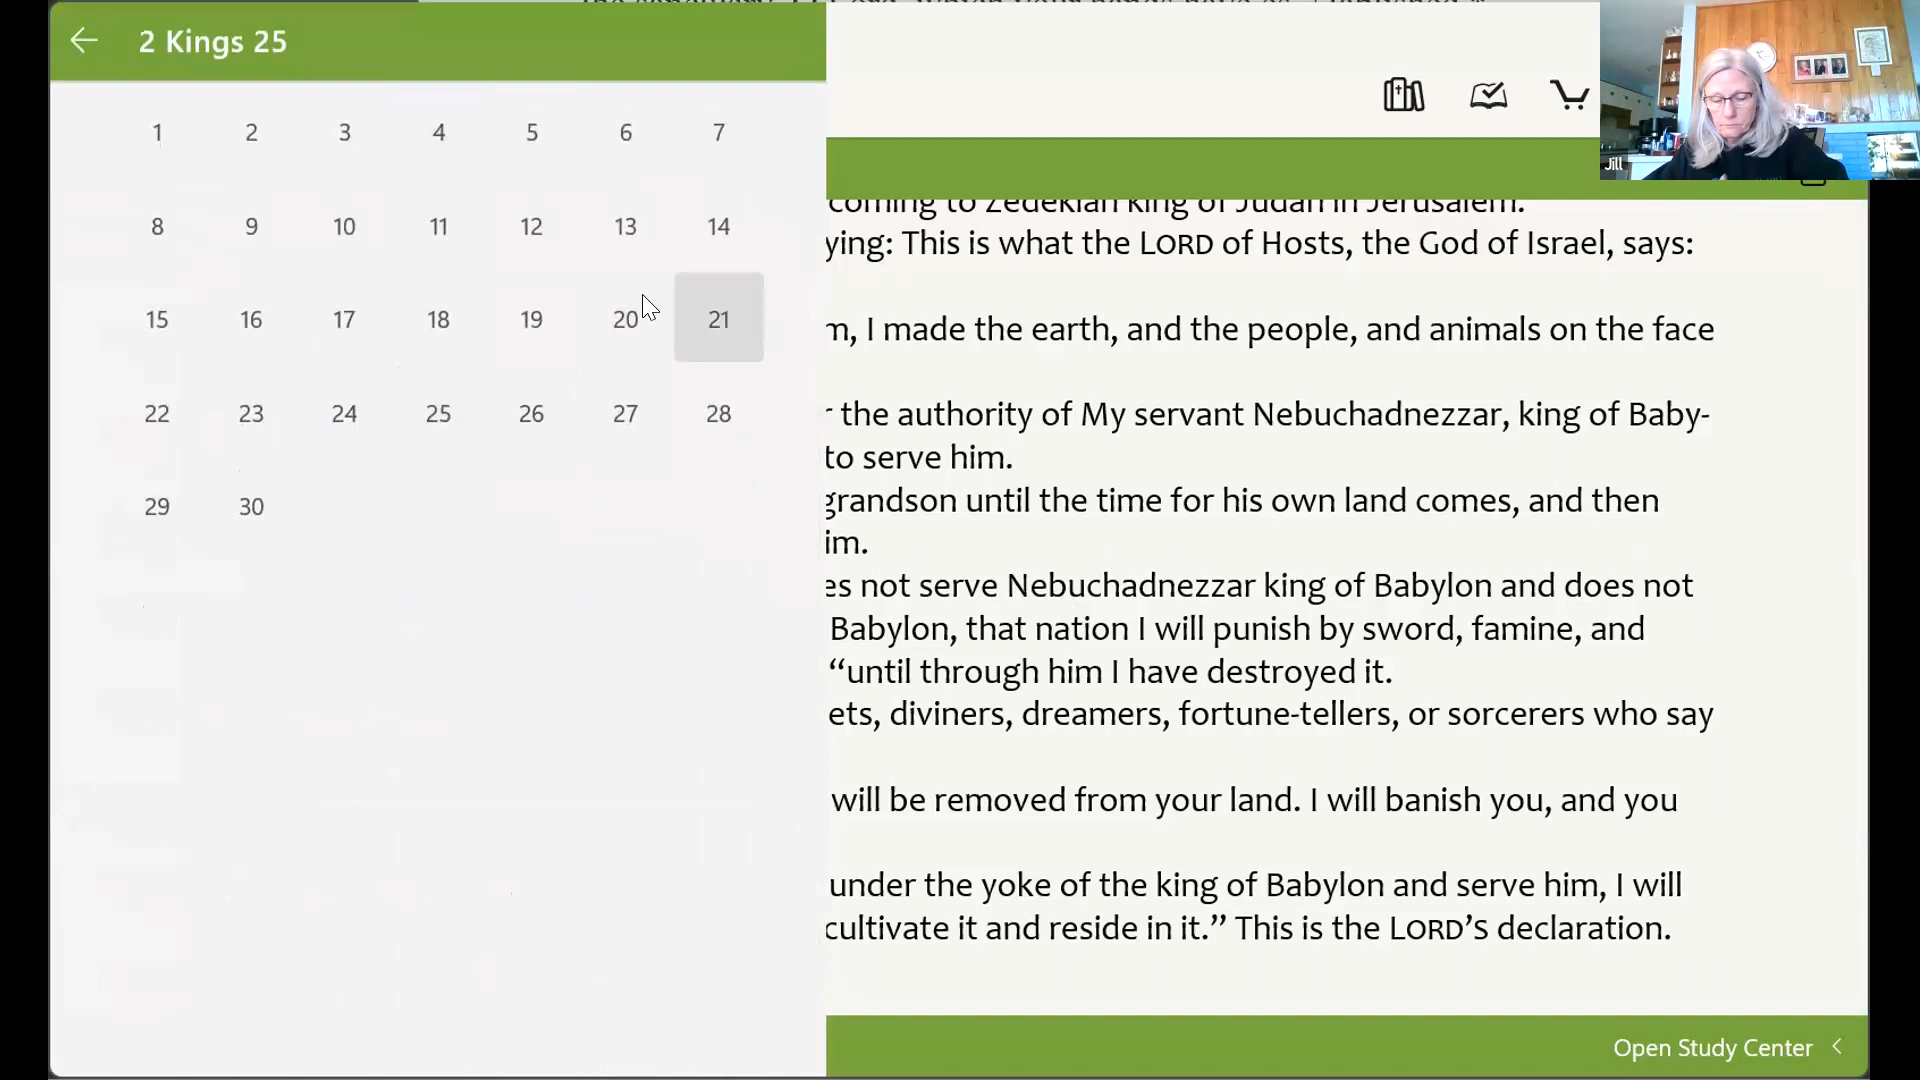 2 Kings 25
1 2 3 4 5 6 7
8 9 10 11 12 13 14
15 16 17 18 19 20 21
22 23 24 25 26 27 28
29 30
Jill
coming to Zedekiah king of Judah in Jerusalem.
ying: This is what the LORD of Hosts, the God of Israel, says:
m, I made the earth, and the people, and animals on the face
r the authority of My servant Nebuchadnezzar, king of Baby-
to serve him.
grandson until the time for his own land comes, and then
im.
es not serve Nebuchadnezzar king of Babylon and does not
Babylon, that nation I will punish by sword, famine, and
“until through him I have destroyed it.
ets, diviners, dreamers, fortune-tellers, or sorcerers who say
will be removed from your land. I will banish you, and you
under the yoke of the king of Babylon and serve him, I will
cultivate it and reside in it.” This is the LORD’S declaration.
Open Study Center